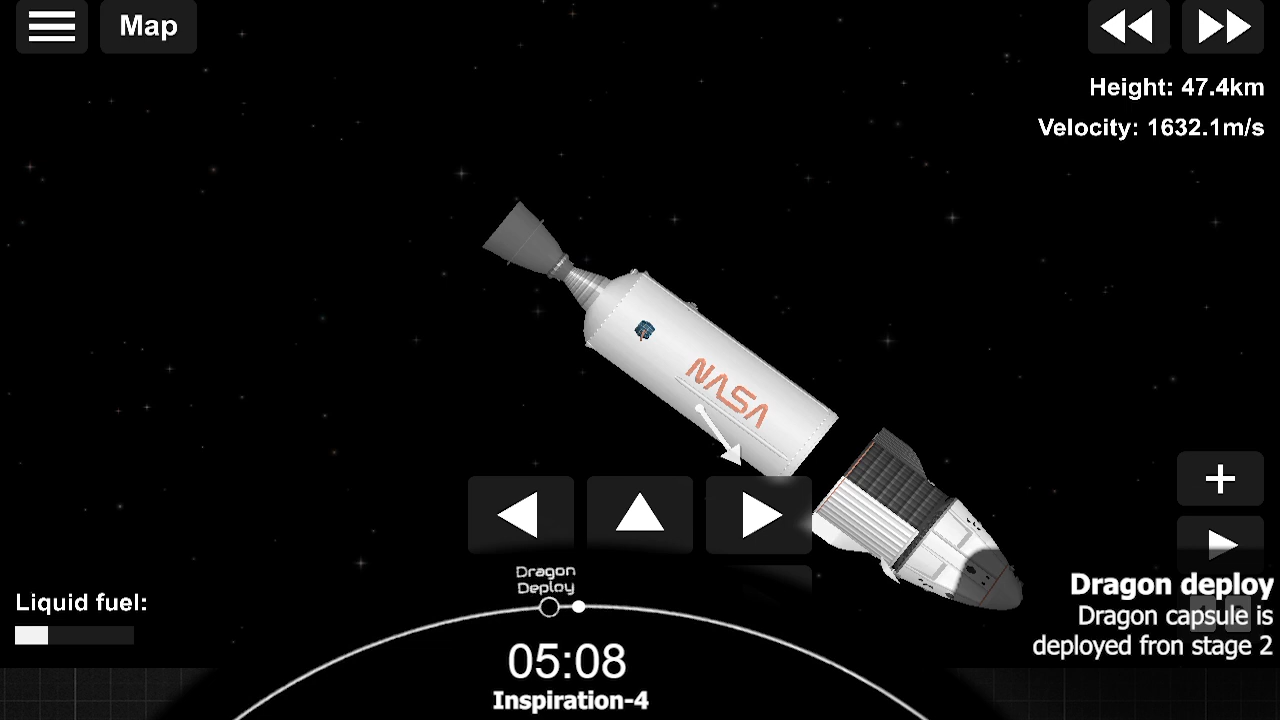 Map
Height: 47.4km
Velocity: 1632.1m/s
NASA
Liquid fuel:
Dragon
Deploy
05:08
Inspiration-4
Dragon deploy
Dragon capsule is
deployed fron stage 2